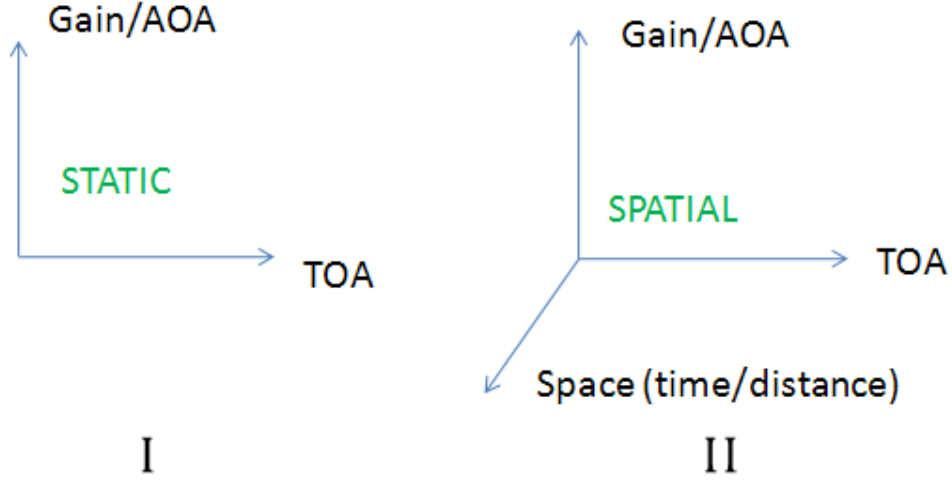 Gain/AOA
STATIC
TOA
I
Gain/AOA
SPATIAL
TOA
Space (time/distance)
II